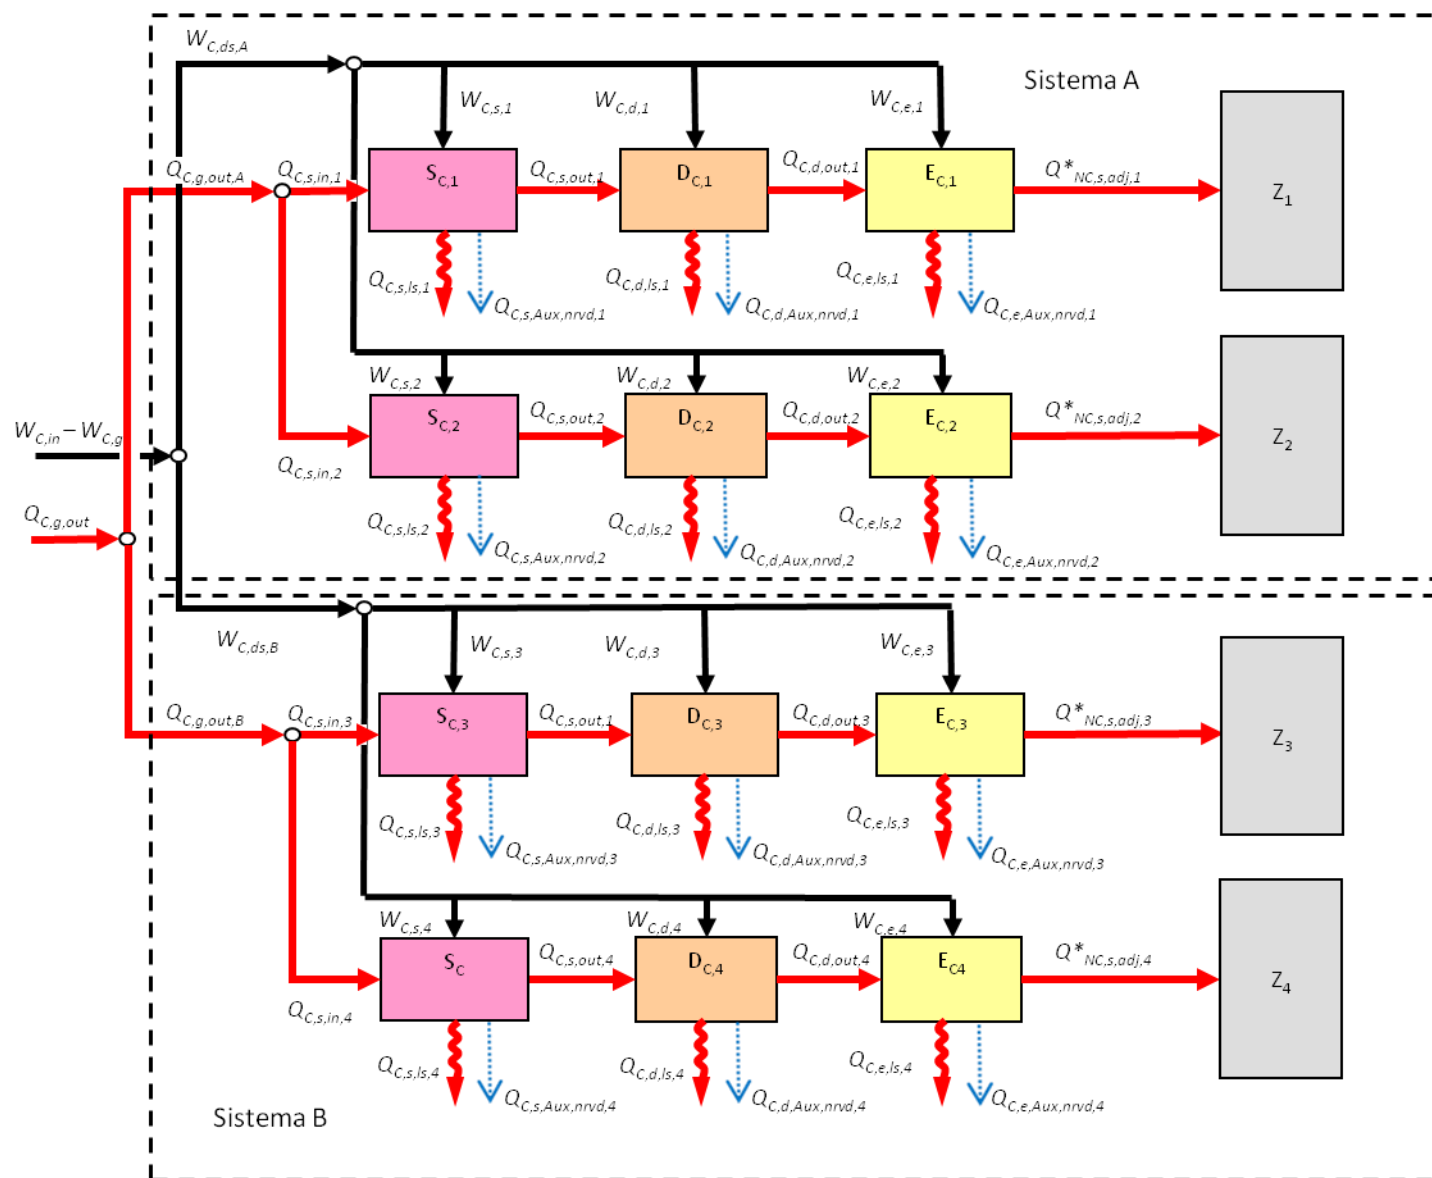 W_C,ds,A
Sistema A
W_C,s,1
W_C,d,1
W_C,e,1
Q_C,g,out,A
Q_C,s,in,1
S_C,1
Q_C,s,out,1
D_C,1
Q_C,d,out,1
E_C,1
Q*_NC,s,adj,1
Z_1
Q_C,s,ls,1
Q_C,s,Aux,nrvd,1
Q_C,d,ls,1
Q_C,d,Aux,nrvd,1
Q_C,e,ls,1
Q_C,e,Aux,nrvd,1
W_C,s,2
W_C,d,2
W_C,e,2
W_C,in−W_C,g
Q_C,s,in,2
S_C,2
Q_C,s,out,2
D_C,2
Q_C,d,out,2
E_C,2
Q*_NC,s,adj,2
Z_2
Q_C,g,out
Q_C,s,ls,2
Q_C,s,Aux,nrvd,2
Q_C,d,ls,2
Q_C,d,Aux,nrvd,2
Q_C,e,ls,2
Q_C,e,Aux,nrvd,2
W_C,ds,B
W_C,s,3
W_C,d,3
W_C,e,3
Q_C,g,out,B
Q_C,s,in,3
S_C,3
Q_C,s,out,1
D_C,3
Q_C,d,out,3
E_C,3
Q*_NC,s,adj,3
Z_3
Q_C,s,ls,3
Q_C,s,Aux,nrvd,3
Q_C,d,ls,3
Q_C,d,Aux,nrvd,3
Q_C,e,ls,3
Q_C,e,Aux,nrvd,3
W_C,s,4
W_C,d,4
W_C,e,4
Q_C,s,in,4
S_C
Q_C,s,out,4
D_C,4
Q_C,d,out,4
E_C4
Q*_NC,s,adj,4
Z_4
Q_C,s,ls,4
Q_C,s,Aux,nrvd,4
Q_C,d,ls,4
Q_C,d,Aux,nrvd,4
Q_C,e,ls,4
Q_C,e,Aux,nrvd,4
Sistema B